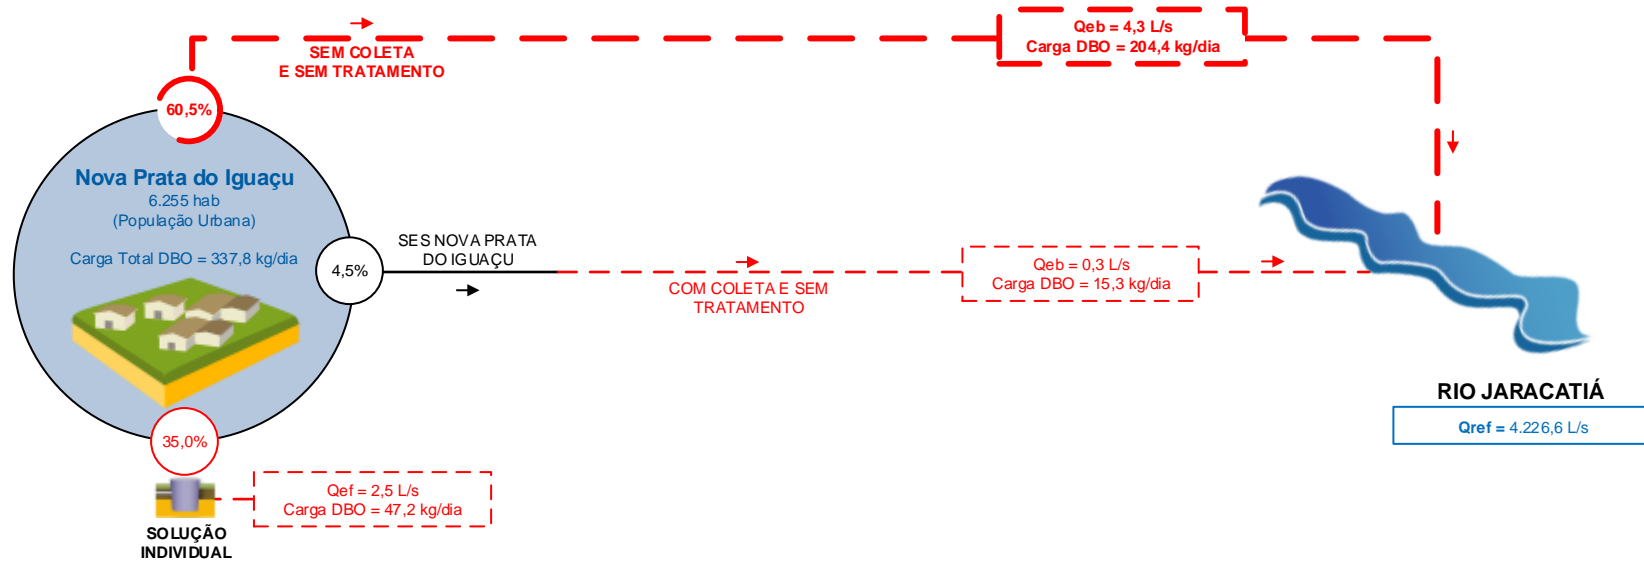 Qeb = 4,3 L/s
Carga DBO = 204,4 kg/dia
SEM COLETA
E SEM TRATAMENTO
60,5%
Nova Prata do Iguaçu
6.255 hab
(População Urbana)
Carga Total DBO = 337,8 kg/dia
4,5%
SES NOVA PRATA
DO IGUAÇU
COM COLETA E SEM
TRATAMENTO
Qeb = 0,3 L/s
Carga DBO = 15,3 kg/dia
RIO JARACATIÁ
Qref = 4.226,6 L/s
35,0%
Qef = 2,5 L/s
Carga DBO = 47,2 kg/dia
SOLUÇÃO
INDIVIDUAL